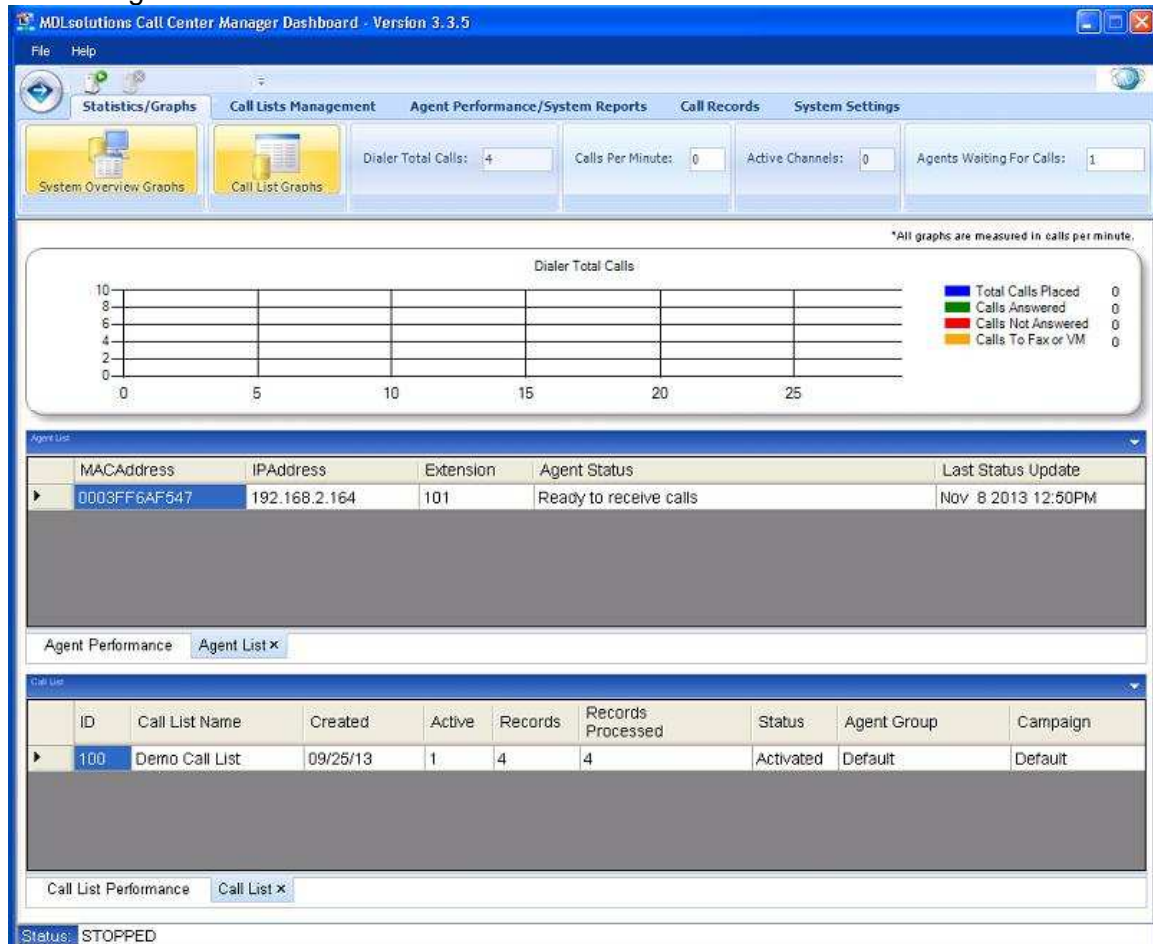 MDLsolutions Call Center Manager Dashboard - Version 3.3.5
File Help
Statistics/Graphs Call Lists Management Agent Performance/System Reports Call Records System Settings
Dialer Total Calls: 4 Calls Per Minute: 0 Active Channels: 0 Agents Waiting For Calls: 1
System Overview Graphs Call List Graphs
*All graphs are measured in calls per minute.
Dialer Total Calls
10
8
6
4
2
0
0 5 10 15 20 25
Total Calls Placed 0
Calls Answered 0
Calls Not Answered 0
Calls To Fax or VM 0
Agent List
MACAddress IPAddress Extension Agent Status Last Status Update
0003FF6AF547 192.168.2.164 101 Ready to receive calls Nov 8 2013 12:50PM
Agent Performance Agent List ×
Call List
ID Call List Name Created Active Records Records Processed Status Agent Group Campaign
100 Demo Call List 09/25/13 1 4 4 Activated Default Default
Call List Performance Call List ×
Status: STOPPED